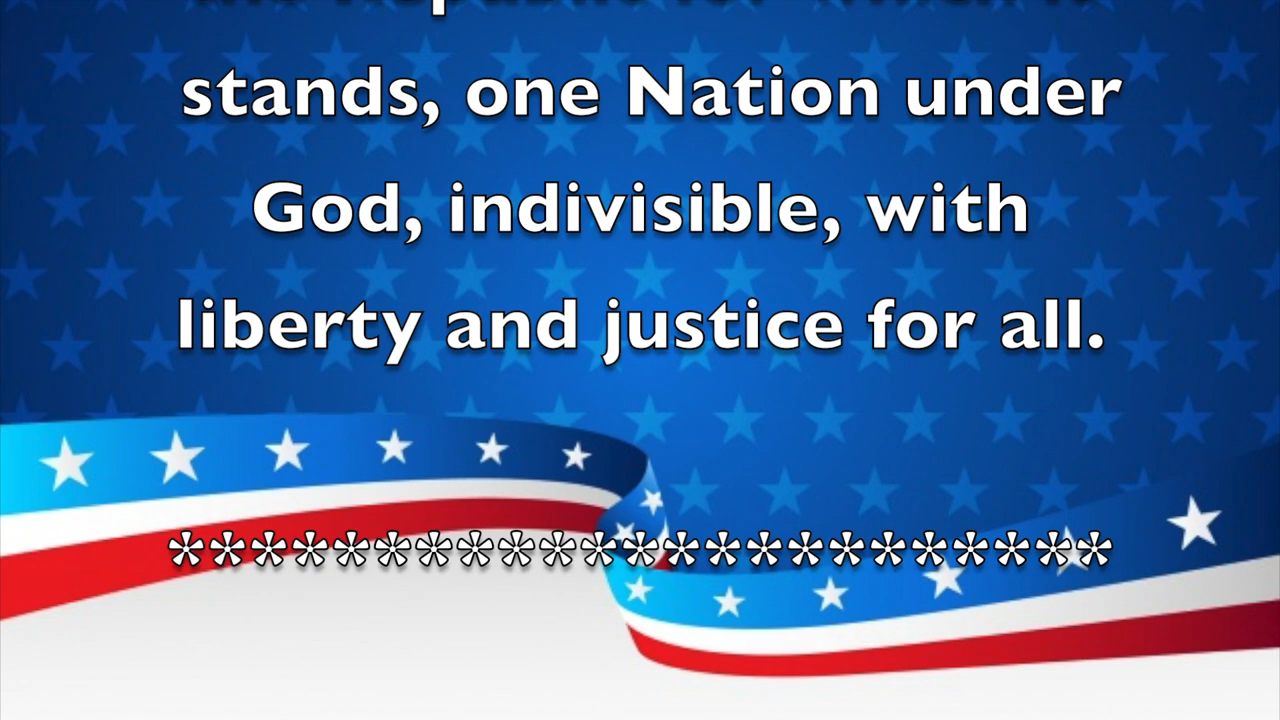 stands, one Nation under
God, indivisible, with
liberty and justice for all.
***********************